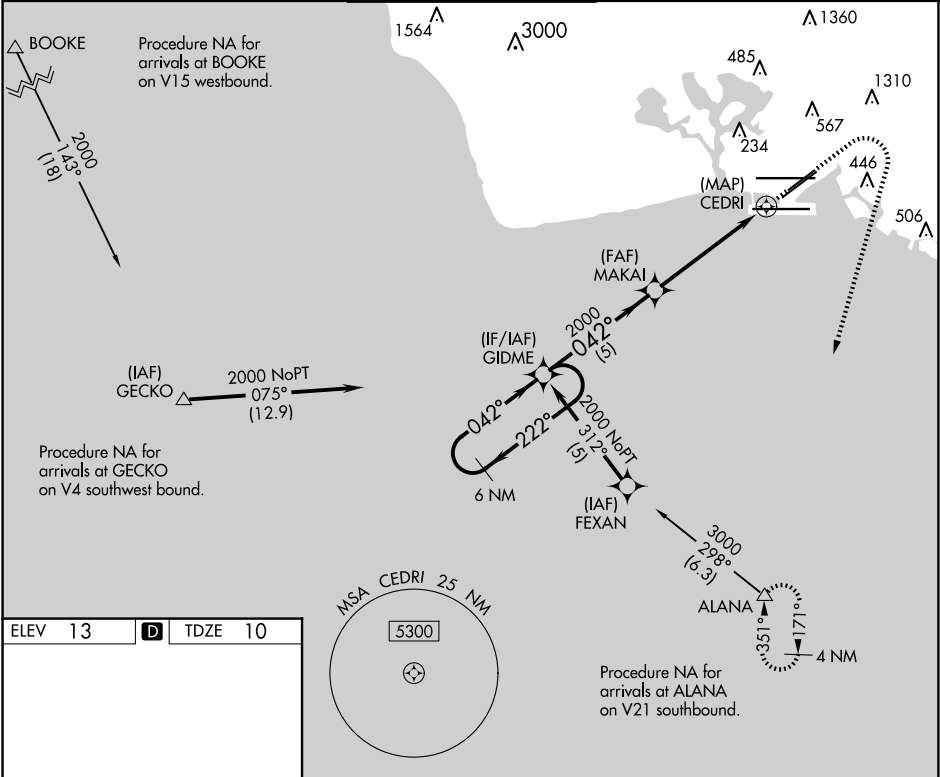 BOOKE
Procedure NA for
arrivals at BOOKE
on V15 westbound.
1564
3000
1360
485
1310
567
234
446
506
2000
143°
(18)
(MAP)
CEDRI
(FAF)
MAKAI
2000
042°
(5)
(IF/IAF)
GIDME
(IAF)
GECKO
2000 NoPT
075°
(12.9)
042°
222°
6 NM
2000 NoPT
312°
(5)
(IAF)
FEXAN
Procedure NA for
arrivals at GECKO
on V4 southwest bound.
3000
298°
(6.3)
ALANA
351°
171°
4 NM
MSA CEDRI 25 NM
5300
Procedure NA for
arrivals at ALANA
on V21 southbound.
ELEV 13 D TDZE 10